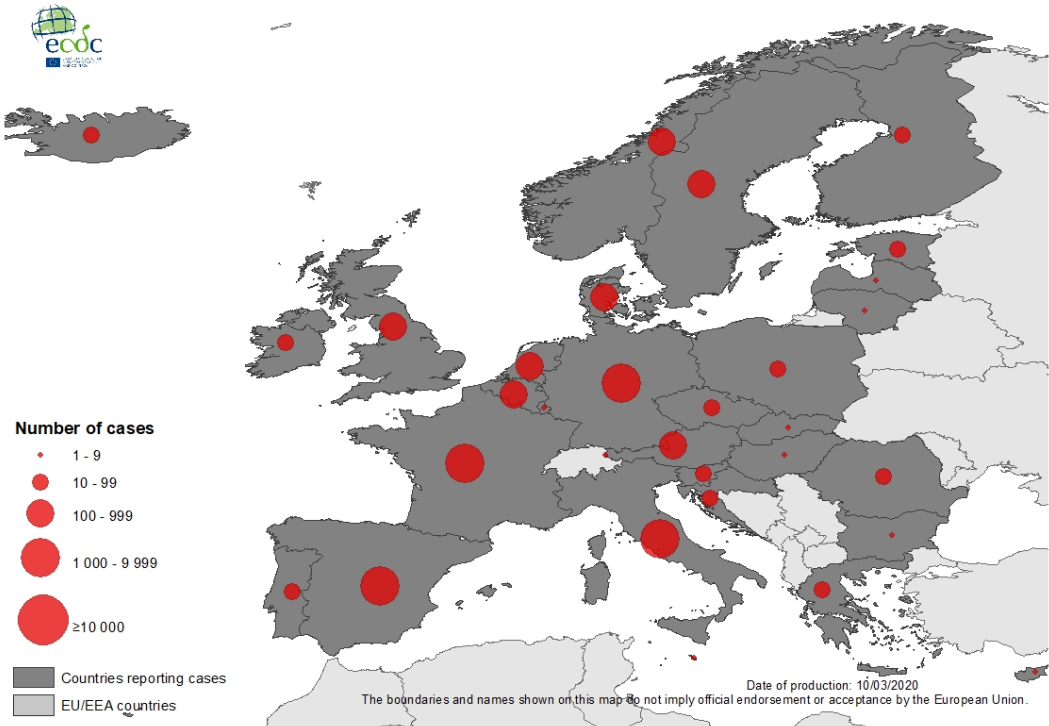 ecdc
Number of cases
1 - 9
10 - 99
100 - 999
1 000 - 9 999
≥10 000
Countries reporting cases
EU/EEA countries
Date of production: 10/03/2020
The boundaries and names shown on this map do not imply official endorsement or acceptance by the European Union.